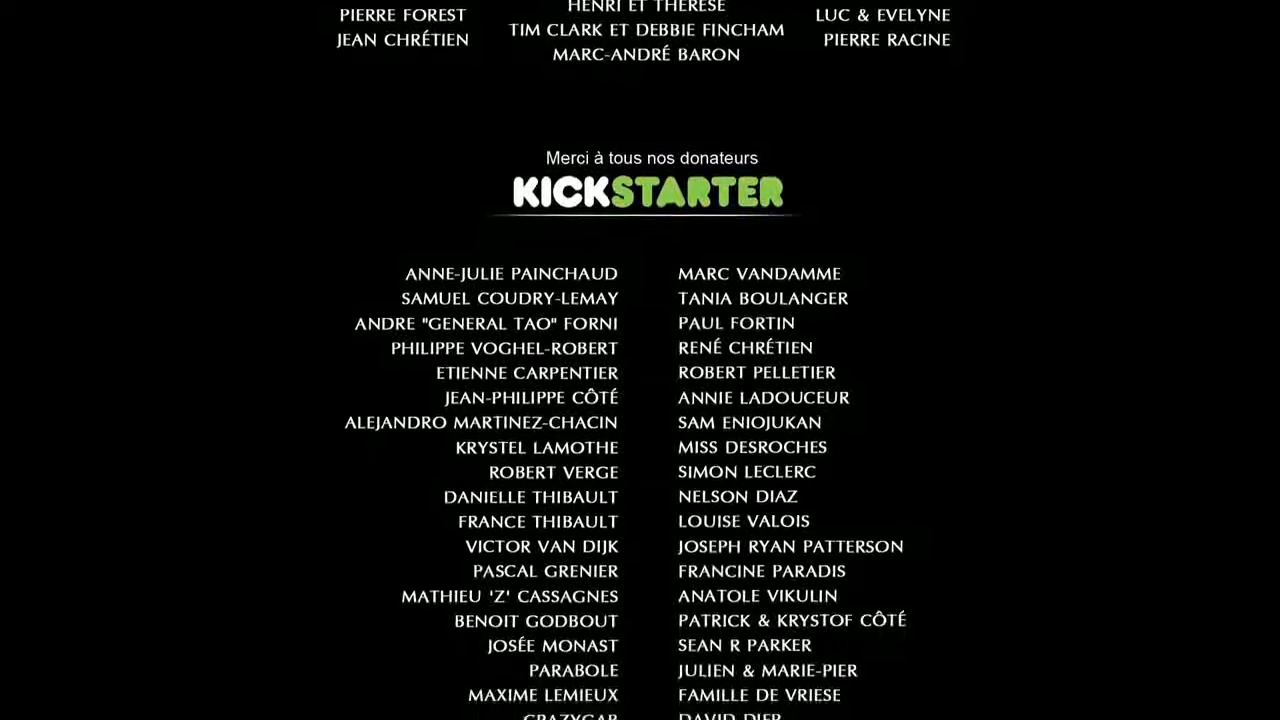 HENRI ET THÉRÈSE
PIERRE FOREST LUC & EVELYNE
TIM CLARK ET DEBBIE FINCHAM
JEAN CHRÉTIEN PIERRE RACINE
MARC-ANDRÉ BARON
Merci à tous nos donateurs
KICKSTARTER
ANNE-JULIE PAINCHAUD MARC VANDAMME
SAMUEL COUDRY-LEMAY TANIA BOULANGER
ANDRE "GENERAL TAO" FORNI PAUL FORTIN
PHILIPPE VOGHEL-ROBERT RENÉ CHRÉTIEN
ETIENNE CARPENTIER ROBERT PELLETIER
JEAN-PHILIPPE CÔTÉ ANNIE LADOUCEUR
ALEJANDRO MARTINEZ-CHACIN SAM ENIOJUKAN
KRYSTEL LAMOTHE MISS DESROCHES
ROBERT VERGE SIMON LECLERC
DANIELLE THIBAULT NELSON DIAZ
FRANCE THIBAULT LOUISE VALOIS
VICTOR VAN DIJK JOSEPH RYAN PATTERSON
PASCAL GRENIER FRANCINE PARADIS
MATHIEU 'Z' CASSAGNES ANATOLE VIKULIN
BENOIT GODBOUT PATRICK & KRYSTOF CÔTÉ
JOSÉE MONAST SEAN R PARKER
PARABOLE JULIEN & MARIE-PIER
MAXIME LEMIEUX FAMILLE DE VRIESE
DAVID